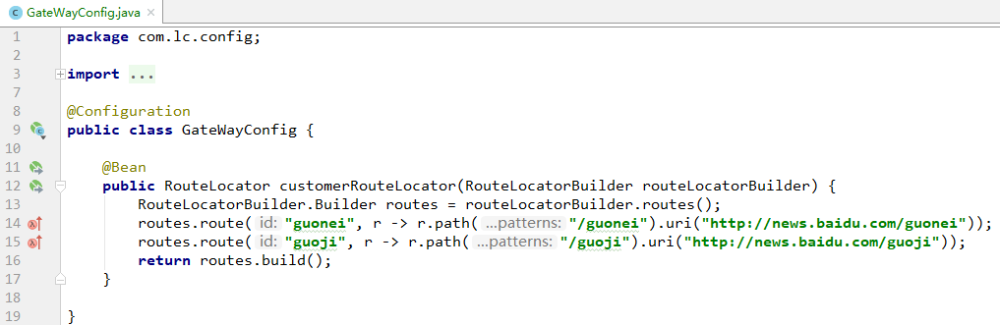 GateWayConfig.java
1 package com.lc.config;
2
3 import ...
7
8 @Configuration
9 public class GateWayConfig {
10
11 @Bean
12 public RouteLocator customerRouteLocator(RouteLocatorBuilder routeLocatorBuilder) {
13 RouteLocatorBuilder.Builder routes = routeLocatorBuilder.routes();
14 routes.route( id: "guonei", r -> r.path( ...patterns: "/guonei").uri("http://news.baidu.com/guonei"));
15 routes.route( id: "guoji", r -> r.path( ...patterns: "/guoji").uri("http://news.baidu.com/guoji"));
16 return routes.build();
17 }
18
19 }